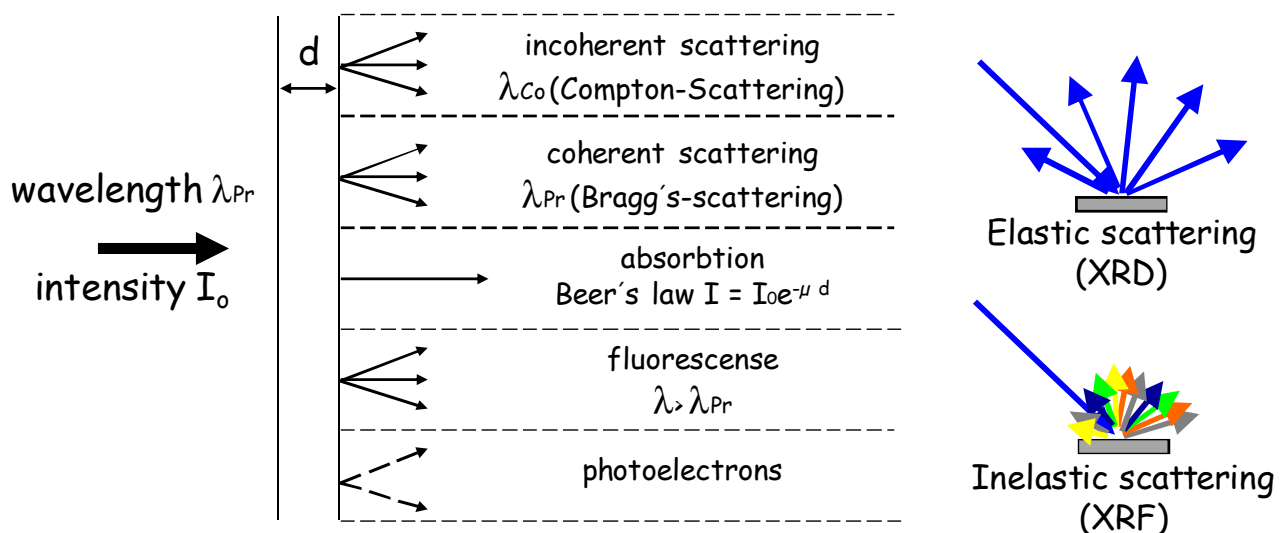 wavelength λPr
intensity Io
d
incoherent scattering
λCo (Compton-Scattering)
coherent scattering
λPr (Bragg´s-scattering)
absorbtion
Beer´s law I = I0e-μ d
fluorescense
λ> λPr
photoelectrons
Elastic scattering
(XRD)
Inelastic scattering
(XRF)